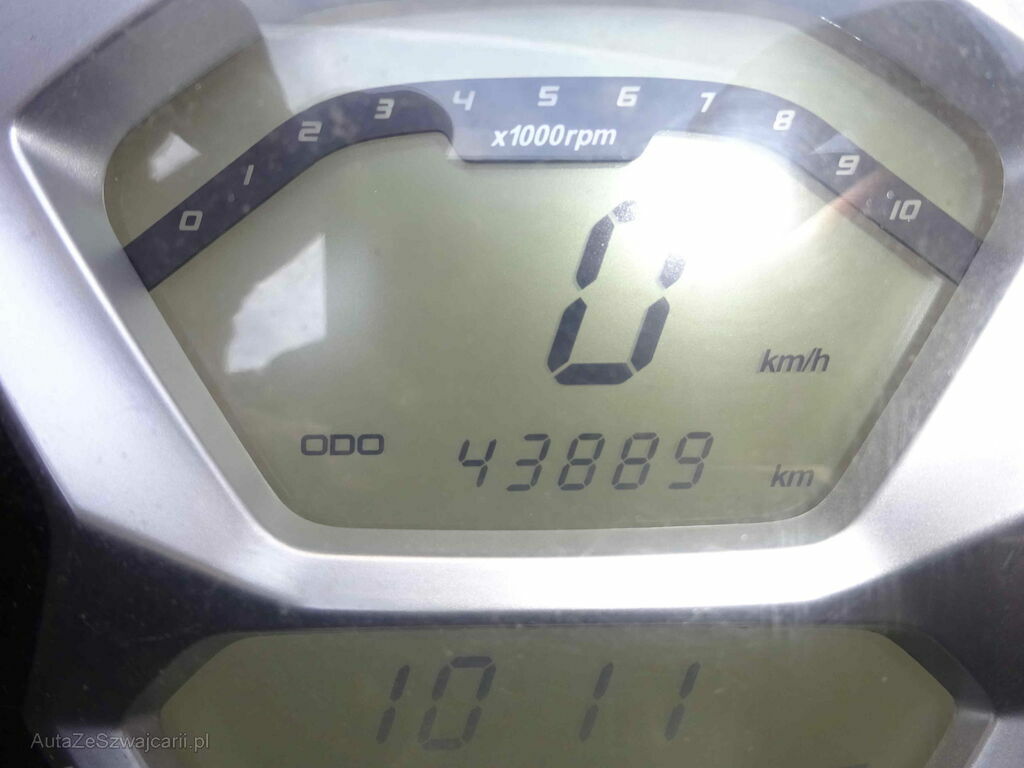 0 1 2 3 4 5 6 7 8 9 10
x1000rpm
0 km/h
ODO 43889 km
10 11
AutaZeSzwajcarii.pl